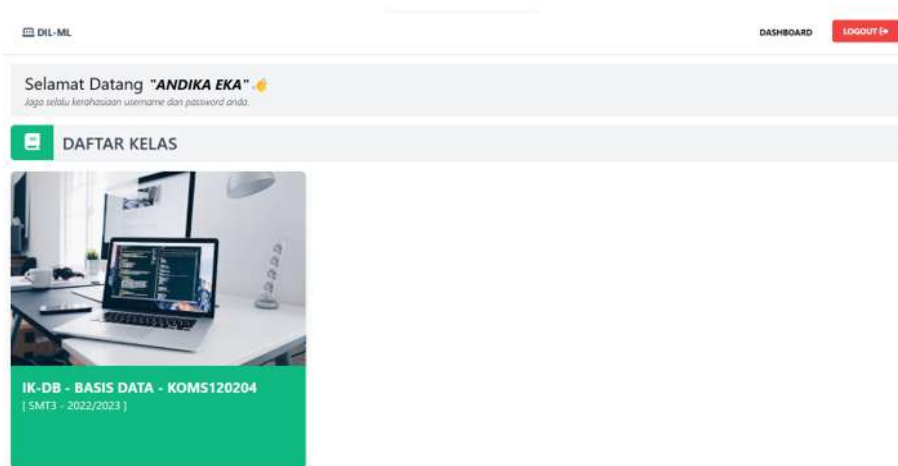 DIL-ML
DASHBOARD
LOGOUT
Selamat Datang "ANDIKA EKA"
Jaga selalu kerahasiaan username dan password anda.
DAFTAR KELAS
IK-DB - BASIS DATA - KOMS120204
[ SMT3 - 2022/2023 ]